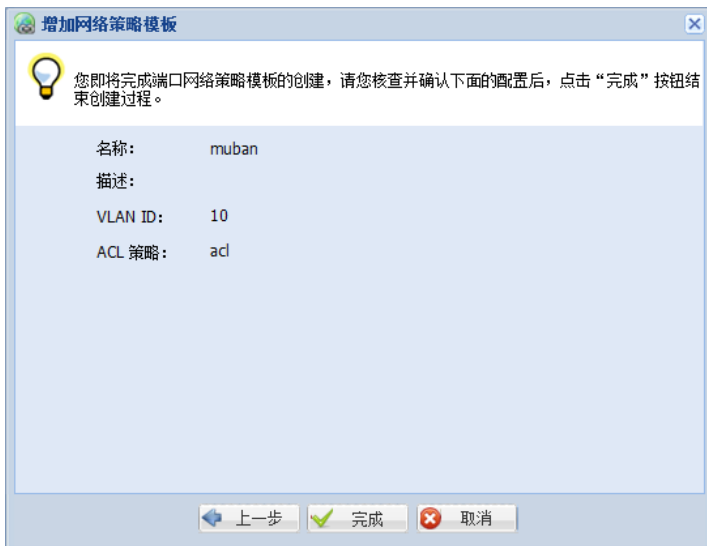 增加网络策略模板
您即将完成端口网络策略模板的创建，请您核查并确认下面的配置后，点击“完成”按钮结
束创建过程。
名称： muban
描述：
VLAN ID： 10
ACL 策略： acl
上一步 完成 取消